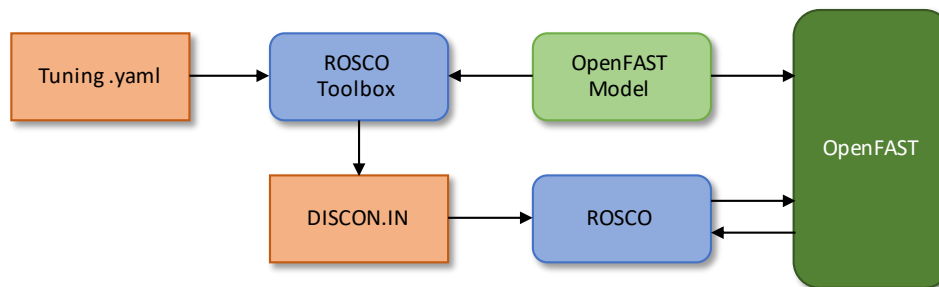 Tuning .yaml
ROSCO
Toolbox
OpenFAST
Model
OpenFAST
DISCON.IN
ROSCO